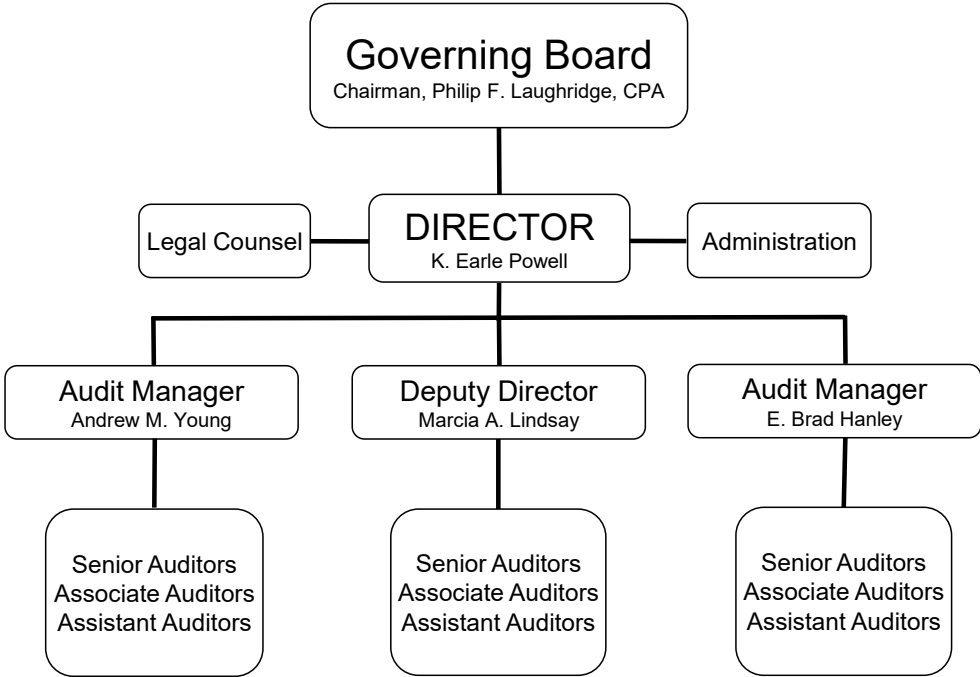 Governing Board
Chairman, Philip F. Laughridge, CPA
Legal Counsel
DIRECTOR
K. Earle Powell
Administration
Audit Manager
Andrew M. Young
Deputy Director
Marcia A. Lindsay
Audit Manager
E. Brad Hanley
Senior Auditors
Associate Auditors
Assistant Auditors
Senior Auditors
Associate Auditors
Assistant Auditors
Senior Auditors
Associate Auditors
Assistant Auditors